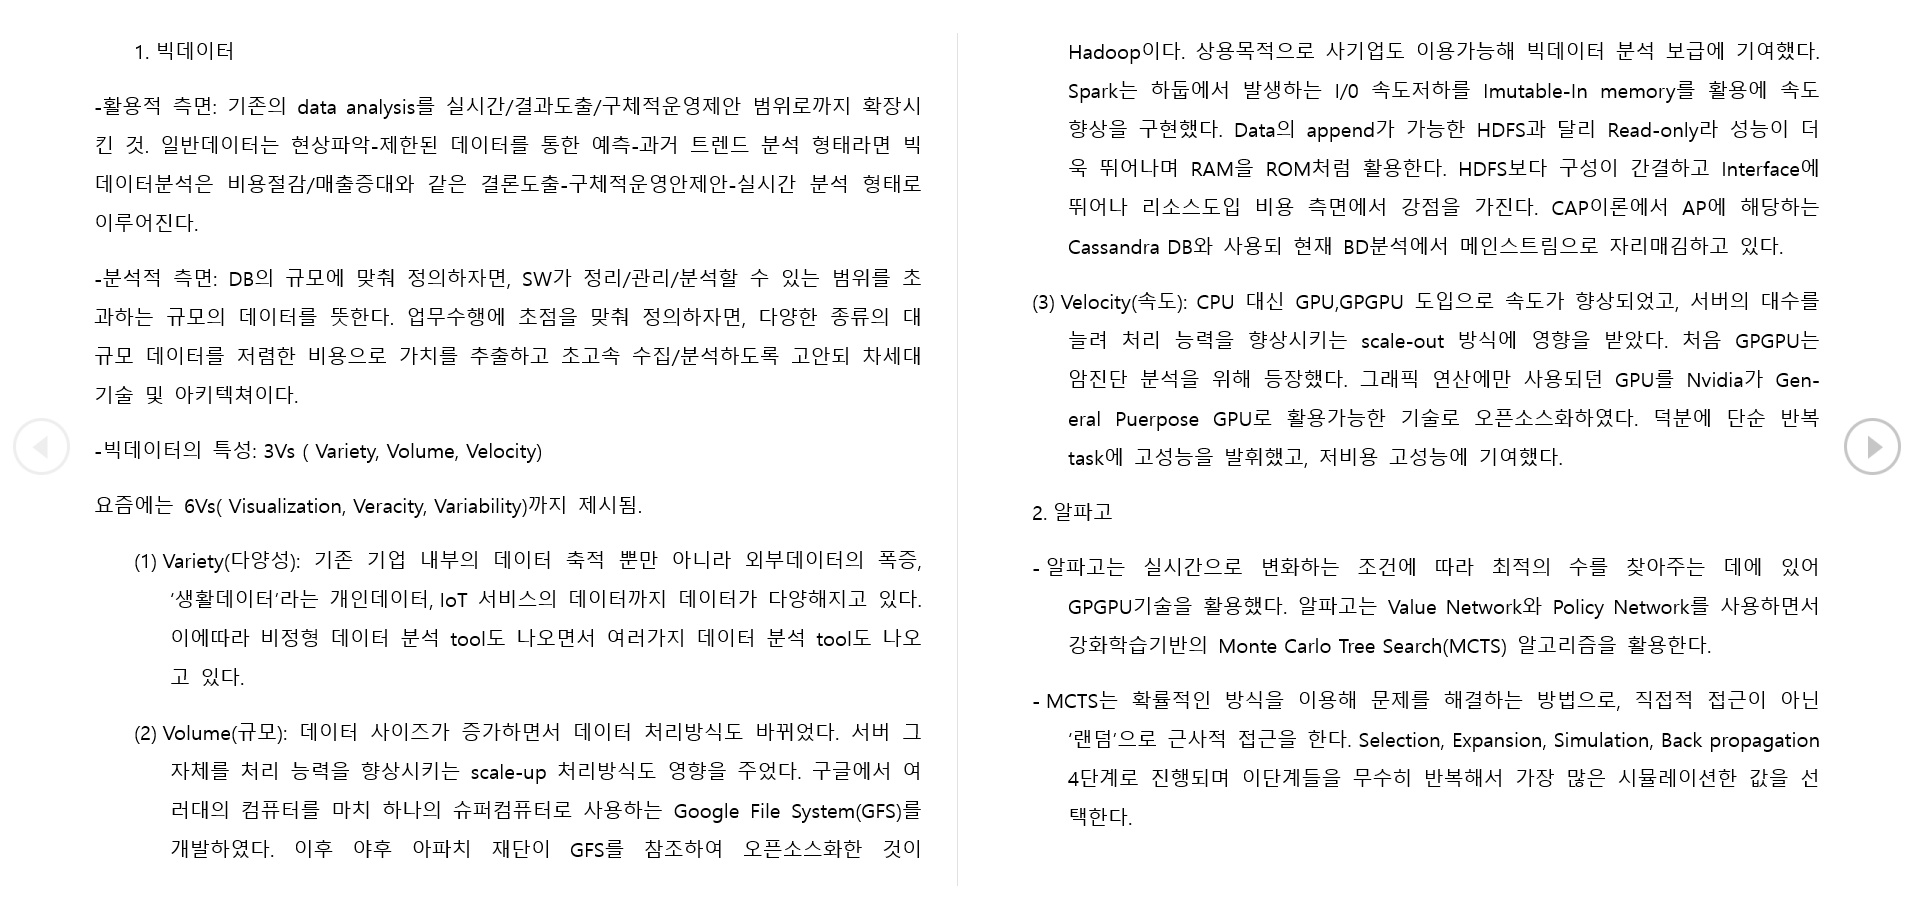 1. 빅데이터
-활용적 측면: 기존의 data analysis를 실시간/결과도출/구체적운영제안 범위로까지 확장시
킨 것. 일반데이터는 현상파악-제한된 데이터를 통한 예측-과거 트렌드 분석 형태라면 빅
데이터분석은 비용절감/매출증대와 같은 결론도출-구체적운영안제안-실시간 분석 형태로
이루어진다.
-분석적 측면: DB의 규모에 맞춰 정의하자면, SW가 정리/관리/분석할 수 있는 범위를 초
과하는 규모의 데이터를 뜻한다. 업무수행에 초점을 맞춰 정의하자면, 다양한 종류의 대
규모 데이터를 저렴한 비용으로 가치를 추출하고 초고속 수집/분석하도록 고안되 차세대
기술 및 아키텍쳐이다.
-빅데이터의 특성: 3Vs ( Variety, Volume, Velocity)
요즘에는 6Vs( Visualization, Veracity, Variability)까지 제시됨.
(1) Variety(다양성): 기존 기업 내부의 데이터 축적 뿐만 아니라 외부데이터의 폭증,
‘생활데이터’라는 개인데이터, IoT 서비스의 데이터까지 데이터가 다양해지고 있다.
이에따라 비정형 데이터 분석 tool도 나오면서 여러가지 데이터 분석 tool도 나오
고 있다.
(2) Volume(규모): 데이터 사이즈가 증가하면서 데이터 처리방식도 바뀌었다. 서버 그
자체를 처리 능력을 향상시키는 scale-up 처리방식도 영향을 주었다. 구글에서 여
러대의 컴퓨터를 마치 하나의 슈퍼컴퓨터로 사용하는 Google File System(GFS)를
개발하였다. 이후 야후 아파치 재단이 GFS를 참조하여 오픈소스화한 것이
Hadoop이다. 상용목적으로 사기업도 이용가능해 빅데이터 분석 보급에 기여했다.
Spark는 하둡에서 발생하는 I/0 속도저하를 Imutable-In memory를 활용에 속도
향상을 구현했다. Data의 append가 가능한 HDFS과 달리 Read-only라 성능이 더
욱 뛰어나며 RAM을 ROM처럼 활용한다. HDFS보다 구성이 간결하고 Interface에
뛰어나 리소스도입 비용 측면에서 강점을 가진다. CAP이론에서 AP에 해당하는
Cassandra DB와 사용되 현재 BD분석에서 메인스트림으로 자리매김하고 있다.
(3) Velocity(속도): CPU 대신 GPU,GPGPU 도입으로 속도가 향상되었고, 서버의 대수를
늘려 처리 능력을 향상시키는 scale-out 방식에 영향을 받았다. 처음 GPGPU는
암진단 분석을 위해 등장했다. 그래픽 연산에만 사용되던 GPU를 Nvidia가 Gen-
eral Puerpose GPU로 활용가능한 기술로 오픈소스화하였다. 덕분에 단순 반복
task에 고성능을 발휘했고, 저비용 고성능에 기여했다.
2. 알파고
- 알파고는 실시간으로 변화하는 조건에 따라 최적의 수를 찾아주는 데에 있어
GPGPU기술을 활용했다. 알파고는 Value Network와 Policy Network를 사용하면서
강화학습기반의 Monte Carlo Tree Search(MCTS) 알고리즘을 활용한다.
- MCTS는 확률적인 방식을 이용해 문제를 해결하는 방법으로, 직접적 접근이 아닌
‘랜덤’으로 근사적 접근을 한다. Selection, Expansion, Simulation, Back propagation
4단계로 진행되며 이단계들을 무수히 반복해서 가장 많은 시뮬레이션한 값을 선
택한다.